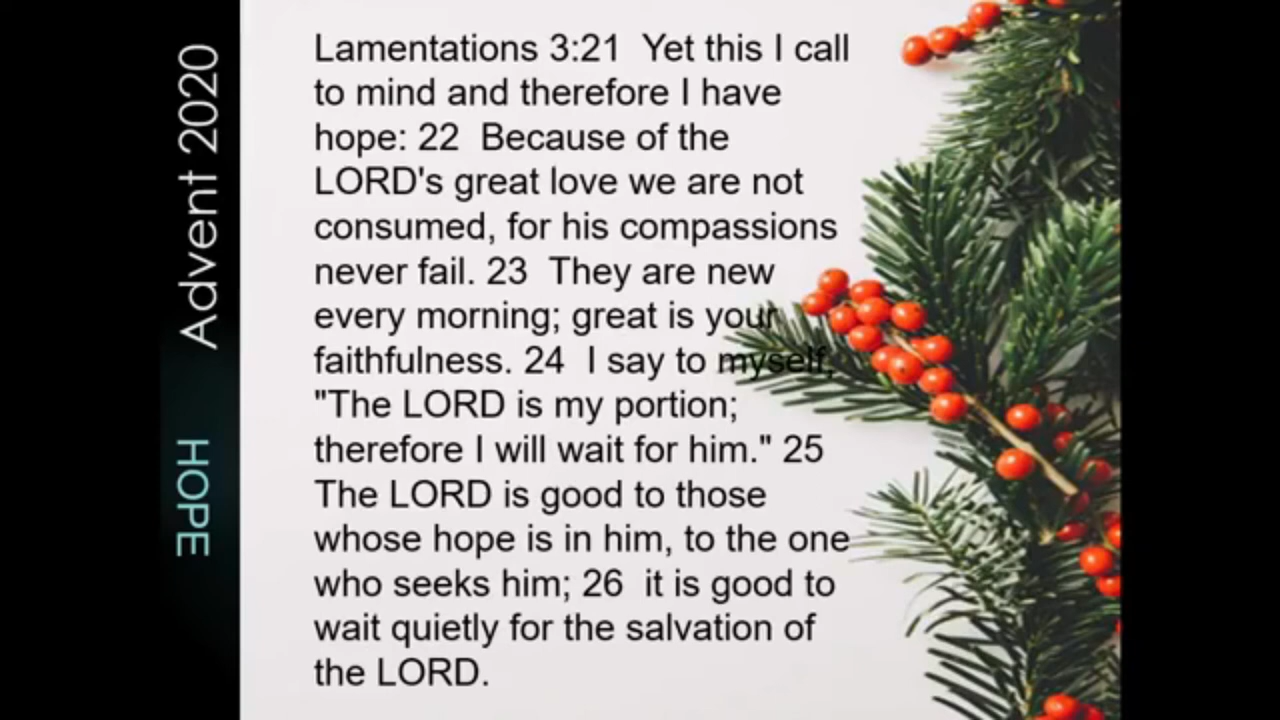 Advent 2020
HOPE
Lamentations 3:21  Yet this I call
to mind and therefore I have
hope: 22  Because of the
LORD's great love we are not
consumed, for his compassions
never fail. 23  They are new
every morning; great is your
faithfulness. 24  I say to myself,
"The LORD is my portion;
therefore I will wait for him." 25
The LORD is good to those
whose hope is in him, to the one
who seeks him; 26  it is good to
wait quietly for the salvation of
the LORD.